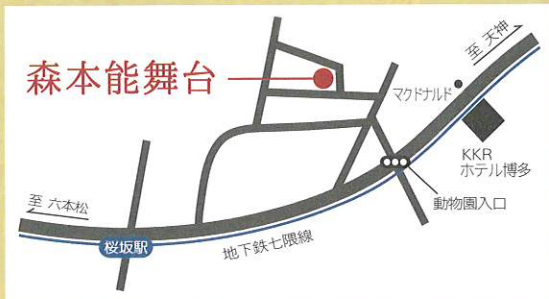 至 天神
森本能舞台
マクドナルド
KKR
ホテル博多
動物園入口
至 六本松
桜坂駅
地下鉄七隈線